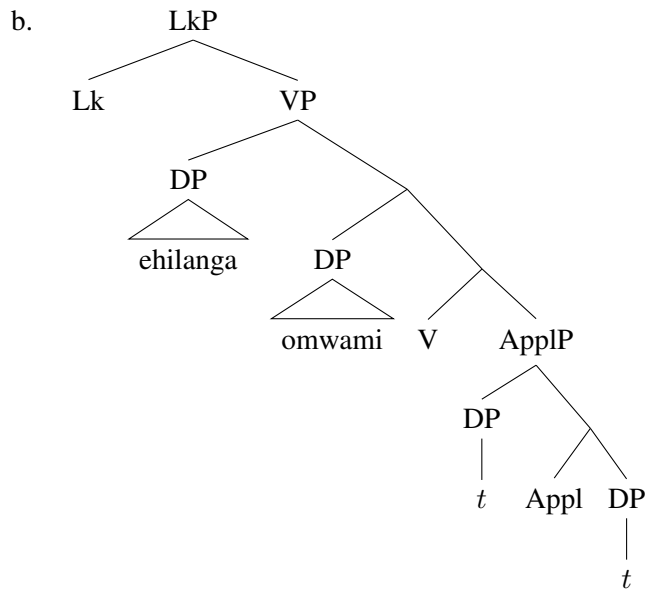 b.
LkP
Lk VP
DP
ehilanga DP
omwami V ApplP
DP
t Appl DP
t